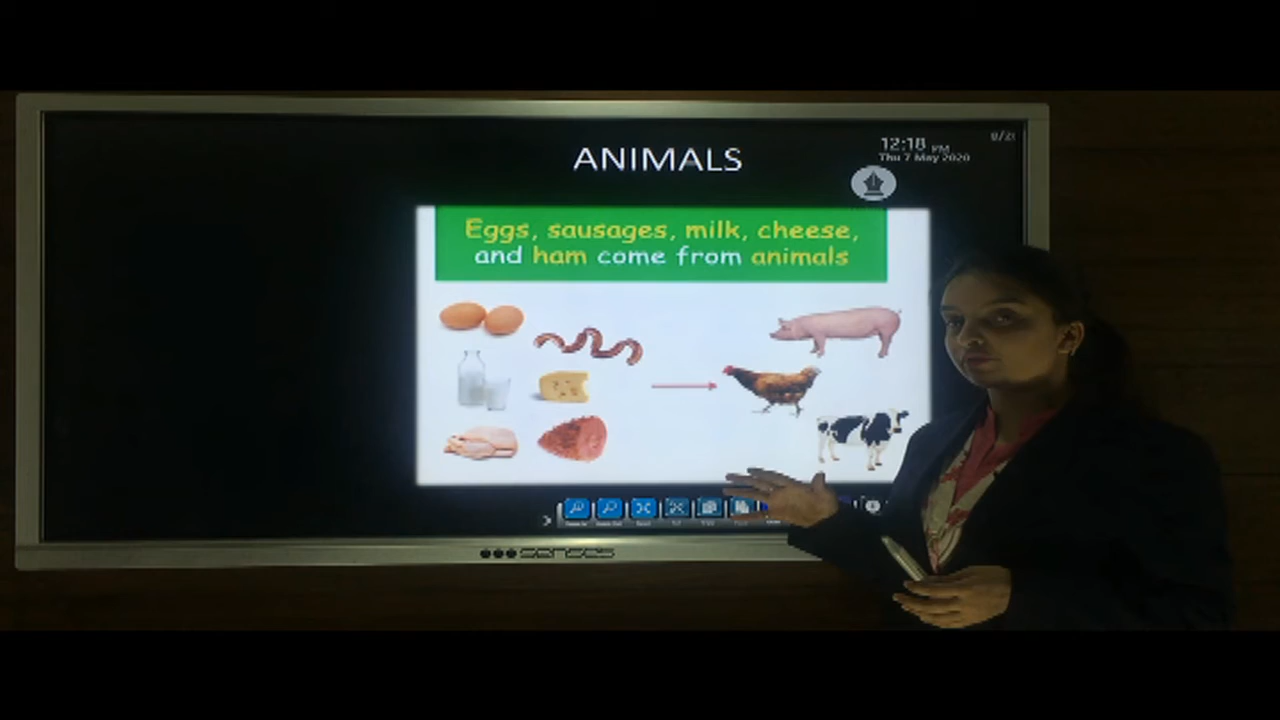 ANIMALS
12:18 PM
Thu 7 May 2020
Eggs, sausages, milk, cheese,
and ham come from animals